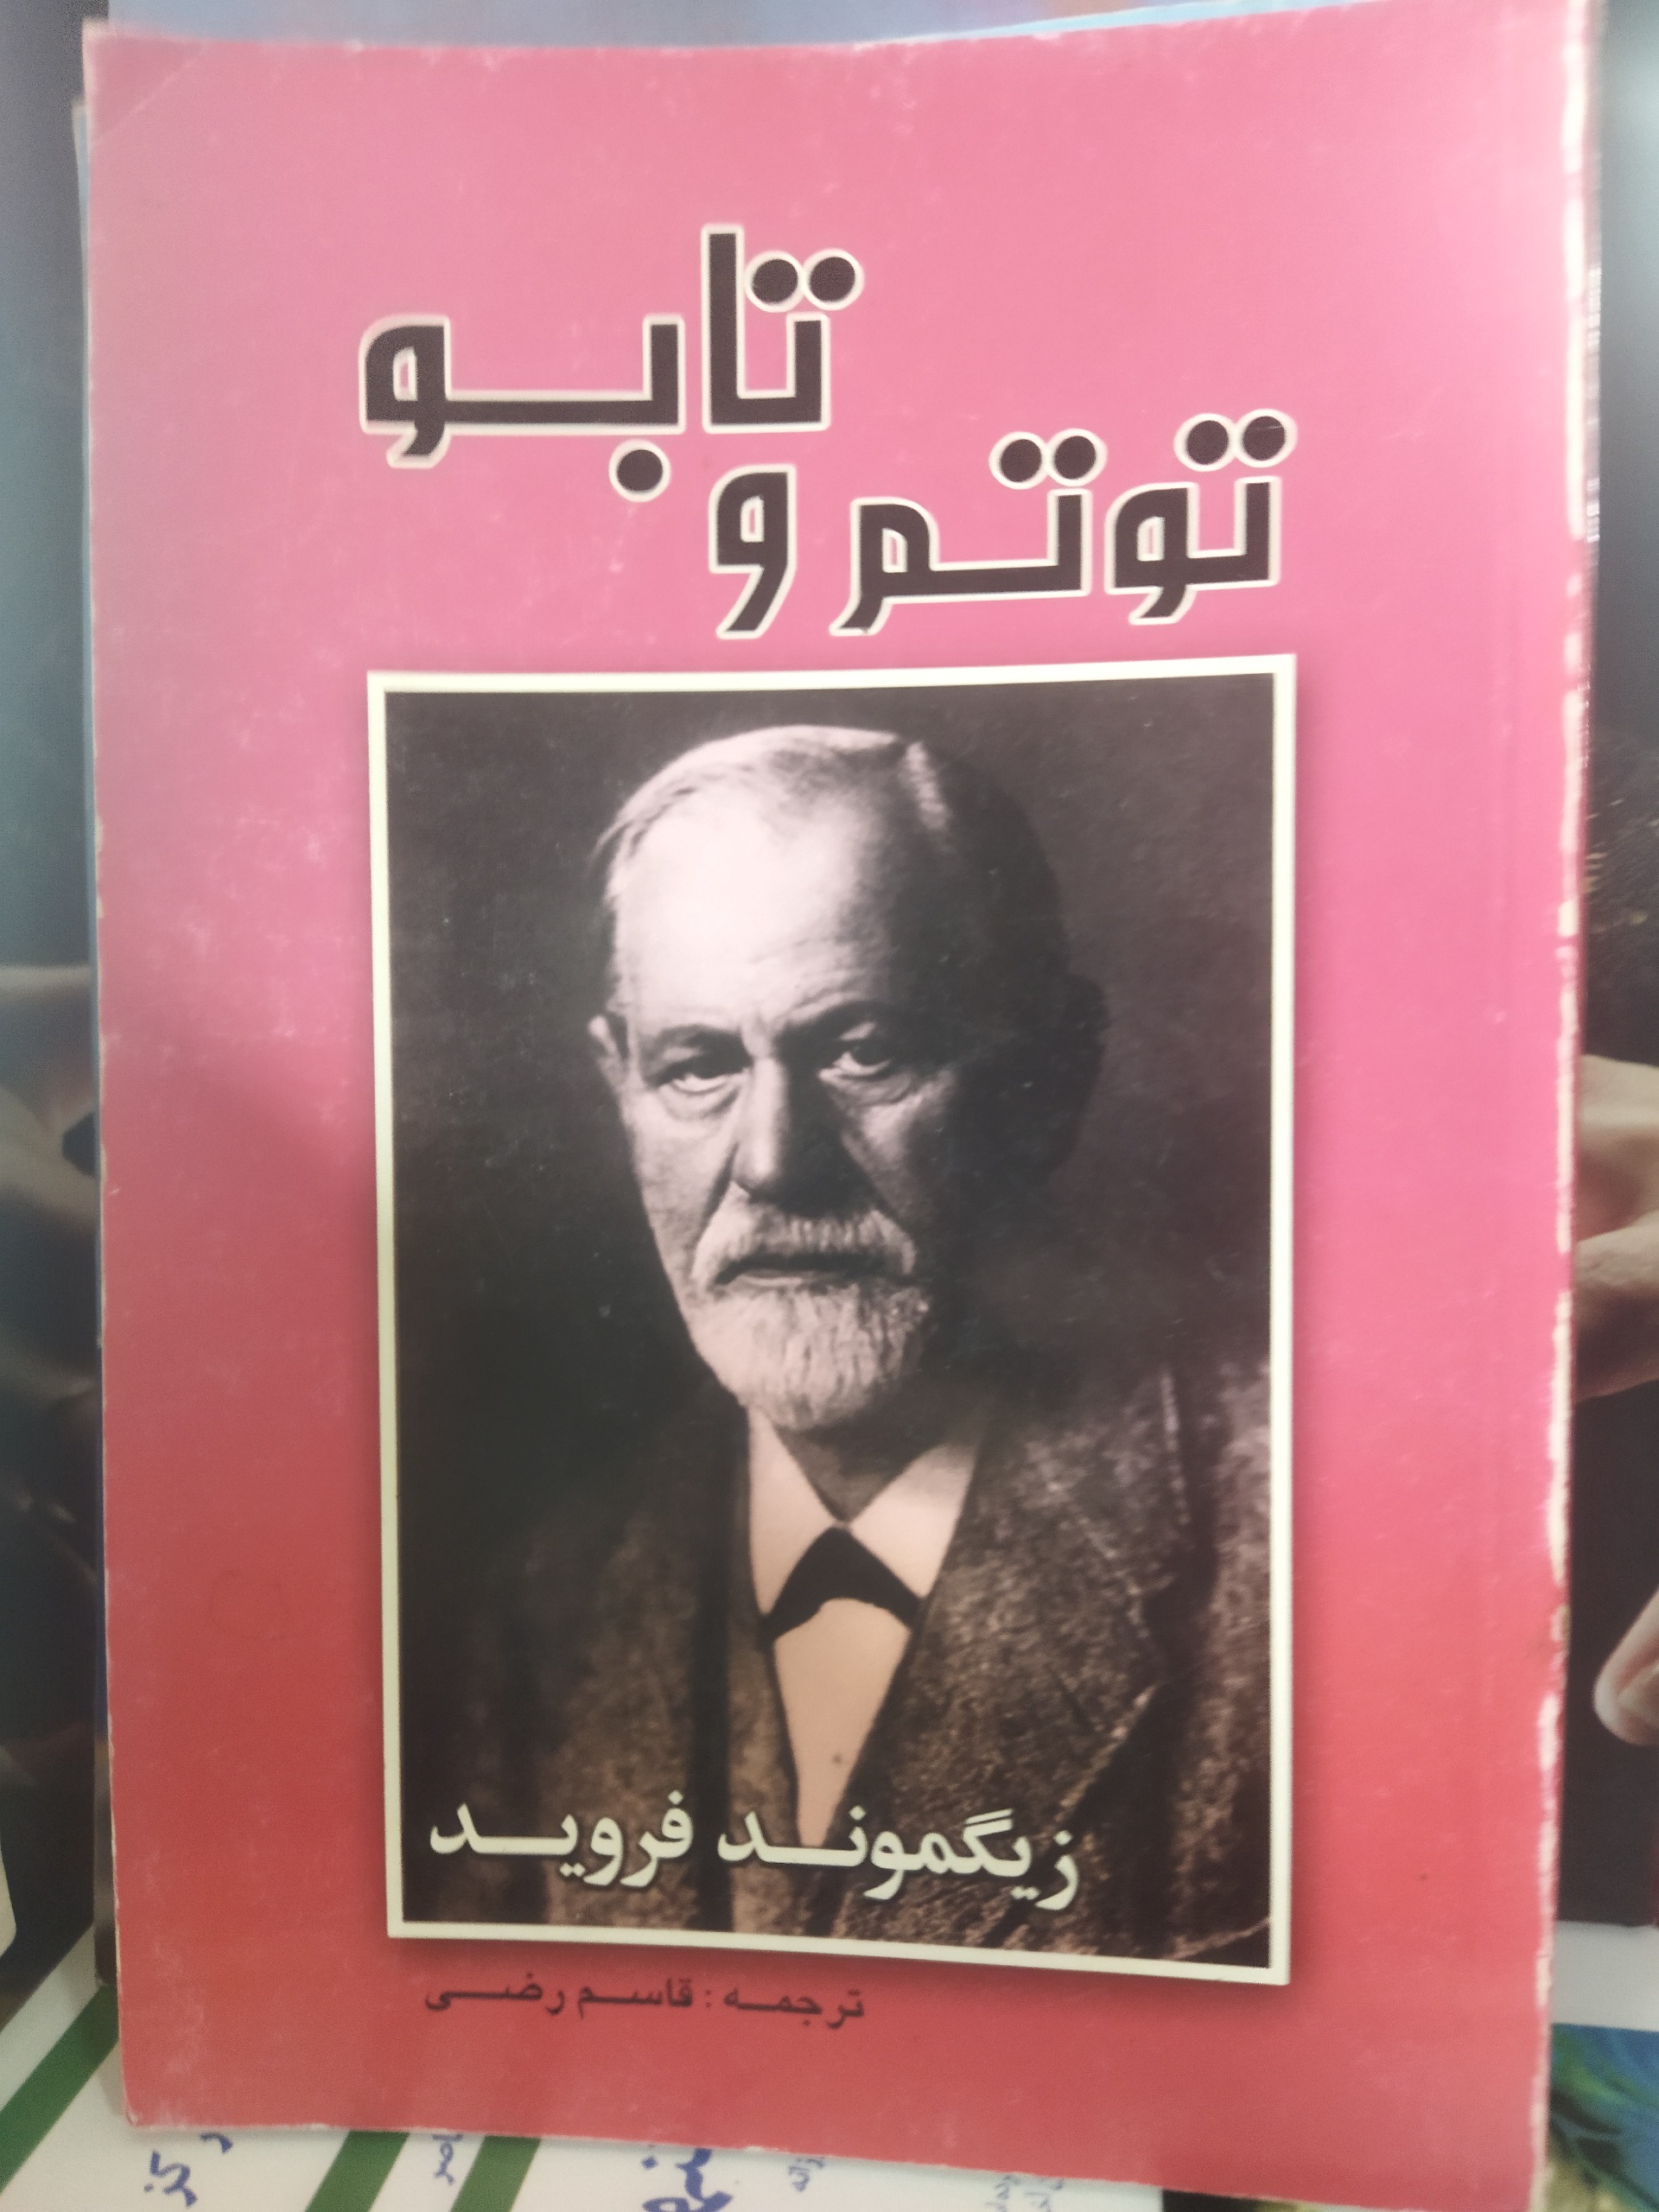 توتم و
تابو
زیگموند فروید
ترجمه : قاسم رضی